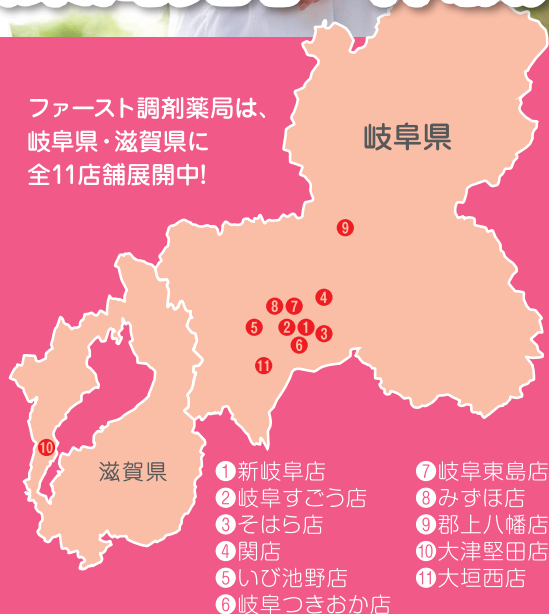 ファースト調剤薬局は、
岐阜県・滋賀県に
全11店舗展開中!
岐阜県
9
4
8
7
5
2
1
3
6
11
10
滋賀県
1新岐阜店
2岐阜すごう店
3そはら店
4関店
5いび池野店
6岐阜つきおか店
7岐阜東島店
8みずほ店
9郡上八幡店
10大津堅田店
11大垣西店